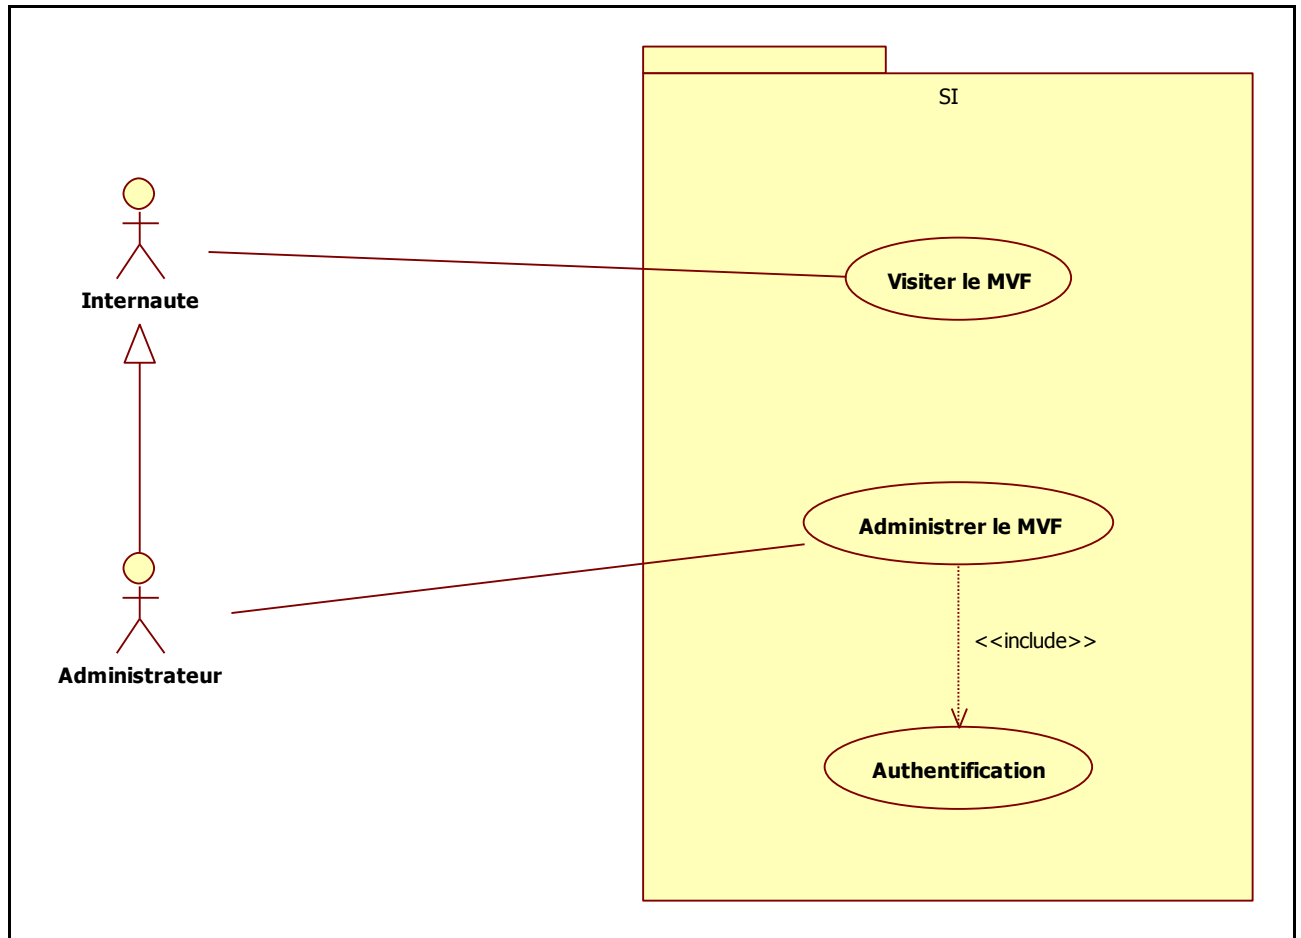 SI
Internaute
Visiter le MVF
Administrer le MVF
<<include>>
Administrateur
Authentification